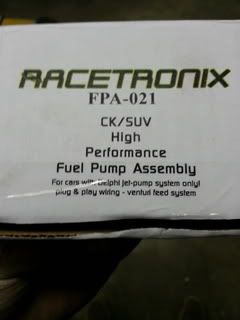 RACETRONIX
FPA-021
CK/SUV
High
Performance
Fuel Pump Assembly
For cars with Delphi jet-pump system only!
plug & play wiring - venturi feed system